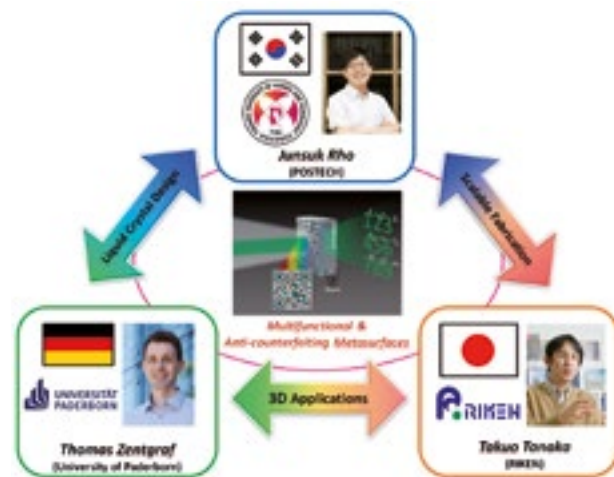 Junsuk Rho
(POSTECH)
Liquid Crystal Design
Scalable Fabrication
Multifunctional &
Anti-counterfeiting Metasurfaces
UNIVERSITÄT
PADERBORN
Thomas Zentgraf
(University of Paderborn)
3D Applications
RIKEN
Takuo Tanaka
(RIKEN)